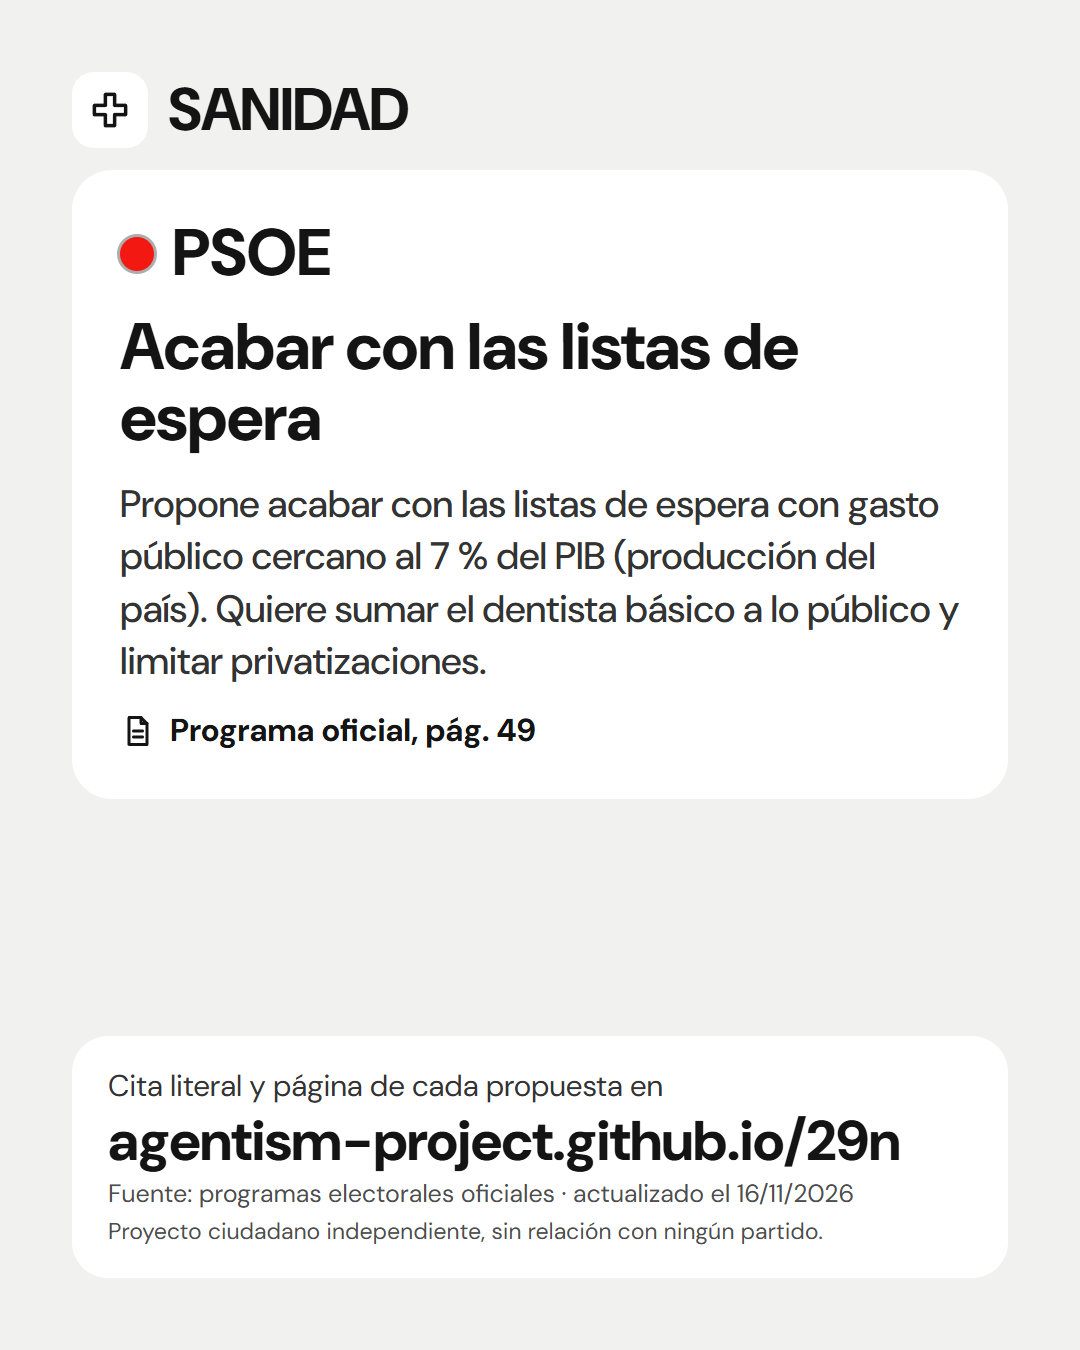 SANIDAD
PSOE
Acabar con las listas de
espera
Propone acabar con las listas de espera con gasto
público cercano al 7 % del PIB (producción del
país). Quiere sumar el dentista básico a lo público y
limitar privatizaciones.
Programa oficial, pág. 49
Cita literal y página de cada propuesta en
agentism-project.github.io/29n
Fuente: programas electorales oficiales · actualizado el 16/11/2026
Proyecto ciudadano independiente, sin relación con ningún partido.